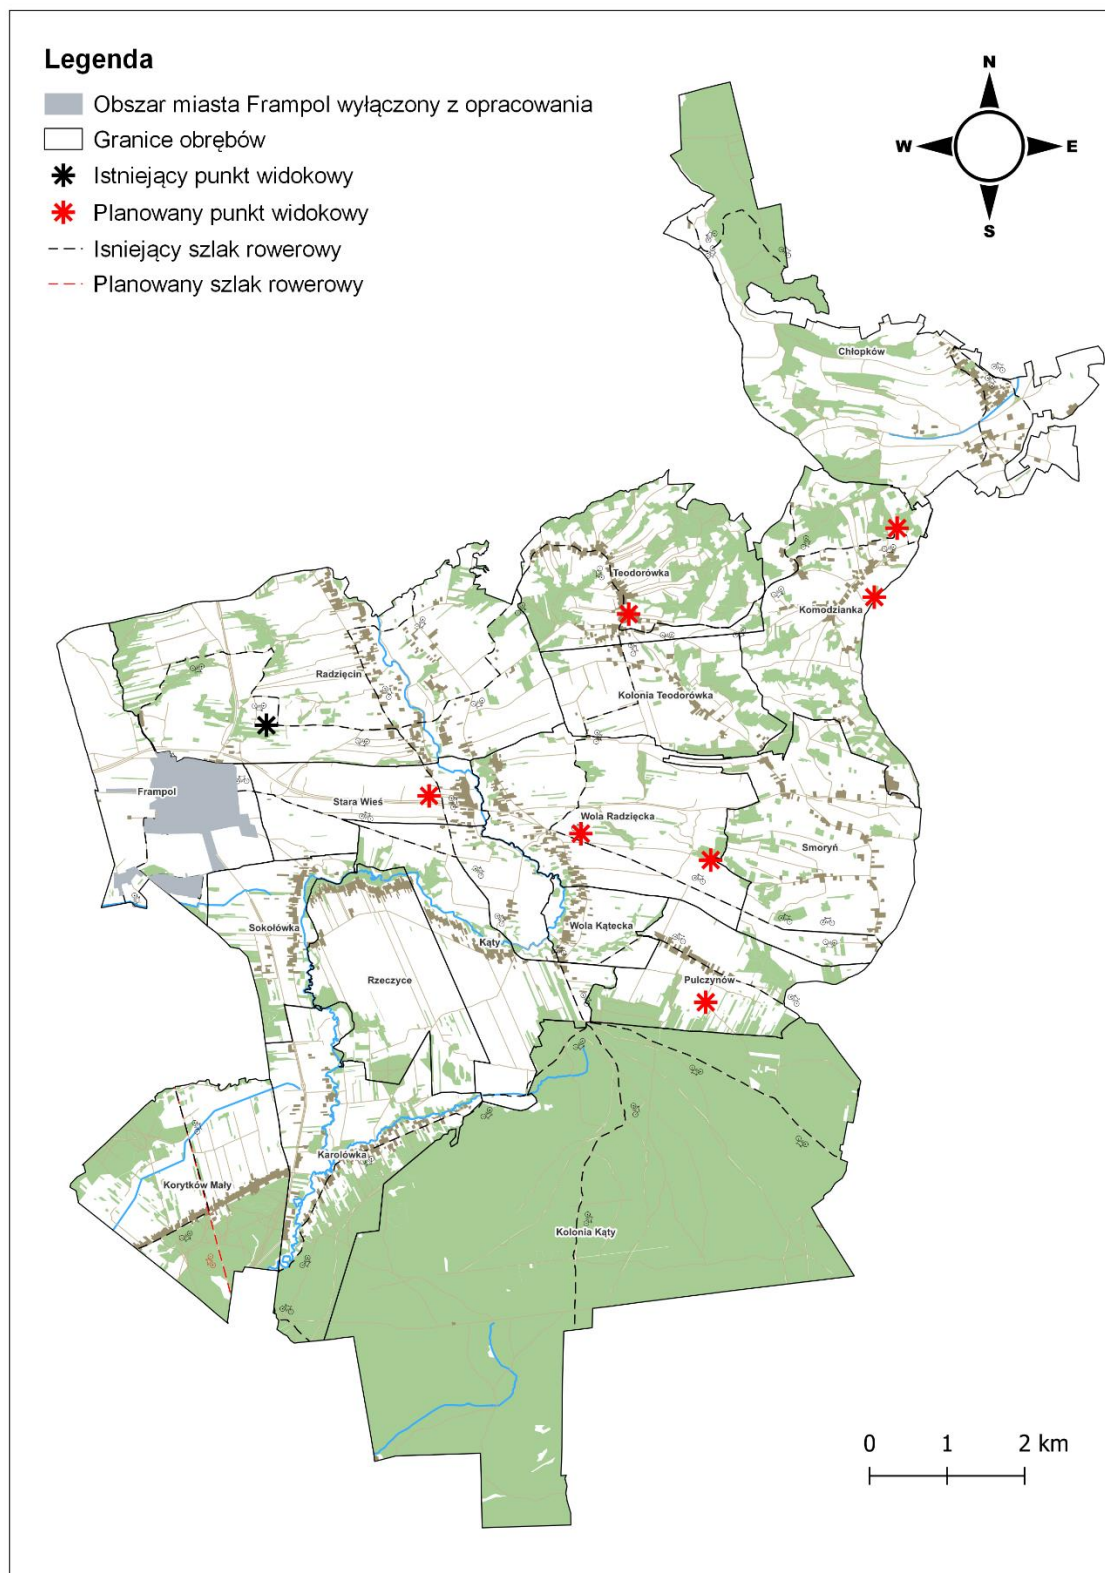 Legenda
Obszar miasta Frampol wyłączony z opracowania
Granice obrębów
Istniejący punkt widokowy
Planowany punkt widokowy
Isniejący szlak rowerowy
Planowany szlak rowerowy
N
W
E
S
Chłopków
Teodorówka
Komodzianka
Radzięcin
Kolonia Teodorówka
Frampol
Stara Wieś
Wola Radzięcka
Smoryń
Sokołówka
Wola Kątecka
Kąty
Rzeczyce
Pulczynów
Karolówka
Korytków Mały
Kolonia Kąty
0 1 2 km